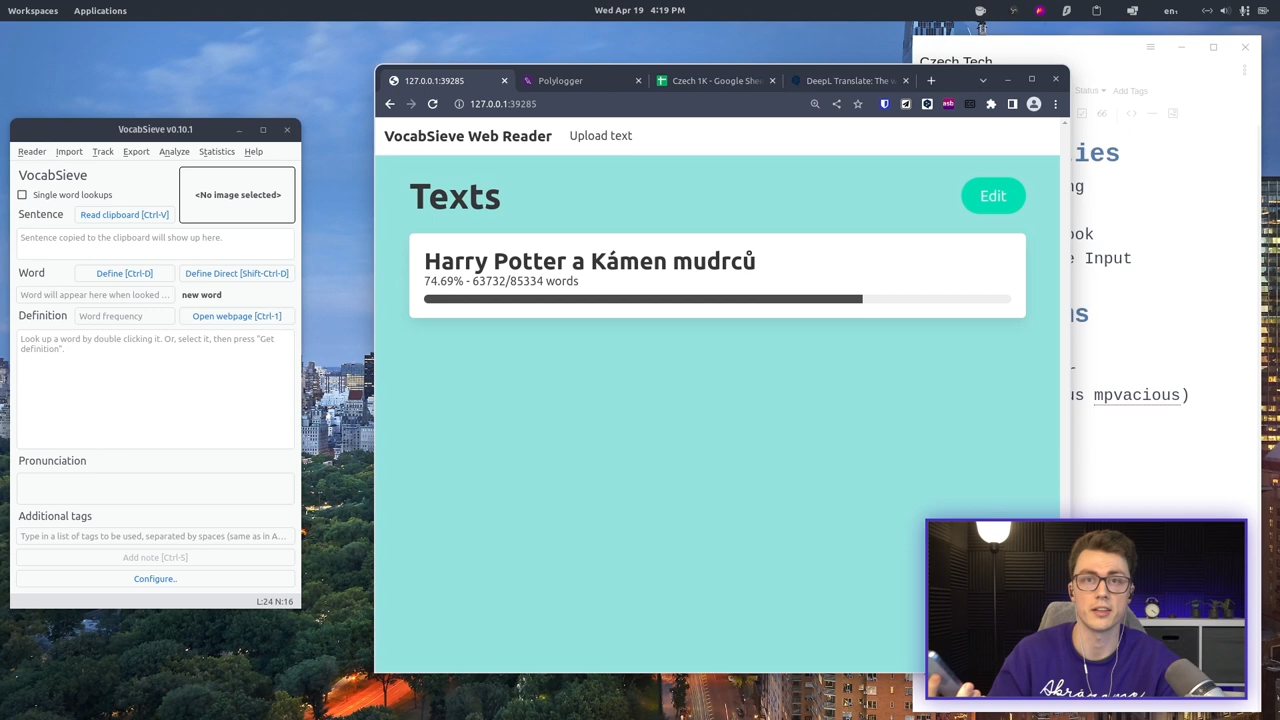 Workspaces Applications
Wed Apr 19 4:19 PM
VocabSieve v0.10.1
Reader Import Track Export Analyze Statistics Help
VocabSieve
Single word lookups
<No image selected>
Sentence Read clipboard [Ctrl-V]
Sentence copied to the clipboard will show up here.
Word Define [Ctrl-D] Define Direct [Shift-Ctrl-D]
Word will appear here when looked ... new word
Definition Word frequency Open webpage [Ctrl-1]
Look up a word by double clicking it. Or, select it, then press "Get
definition".
Pronunciation
Additional tags
Type in a list of tags to be used, separated by spaces (same as in A...
Add note [Ctrl-S]
Configure..
L:24 N:16
127.0.0.1:39285 Polylogger Czech 1K - Google She DeepL Translate: The w
127.0.0.1:39285
VocabSieve Web Reader Upload text
Texts
Edit
Harry Potter a Kámen mudrců
74.69% - 63732/85334 words
Czech Tech
Status Add Tags
ies
ng
ook
e Input
ns
r
us mpvacious)